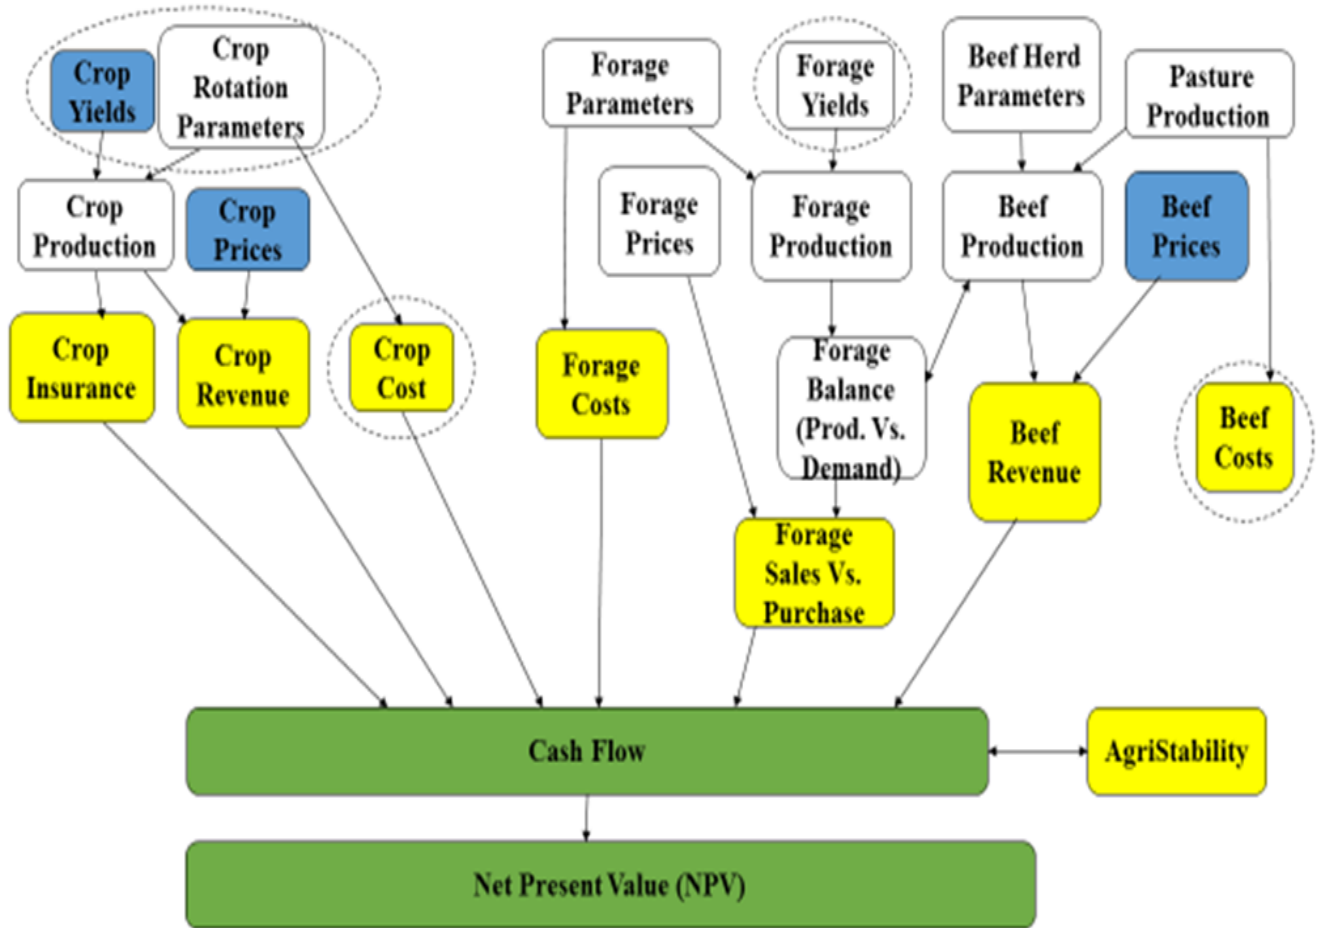 Crop
Yields
Crop
Rotation
Parameters
Forage
Parameters
Forage
Yields
Beef Herd
Parameters
Pasture
Production
Crop
Production
Crop
Prices
Forage
Prices
Forage
Production
Beef
Production
Beef
Prices
Crop
Insurance
Crop
Revenue
Crop
Cost
Forage
Costs
Forage
Balance
(Prod. Vs.
Demand)
Beef
Revenue
Beef
Costs
Forage
Sales Vs.
Purchase
Cash Flow
AgriStability
Net Present Value (NPV)